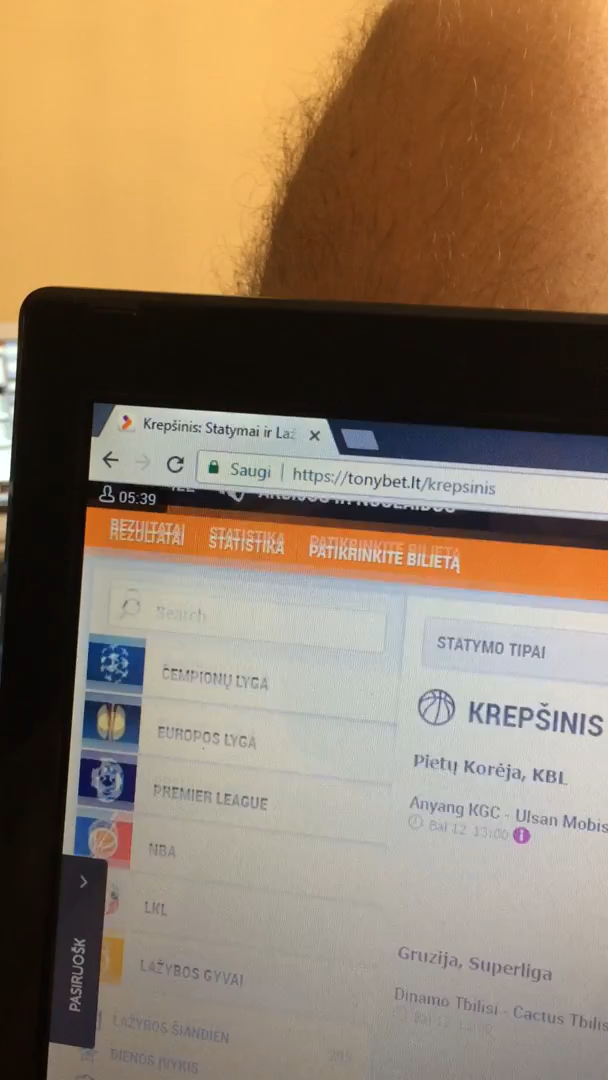 Krepšinis: Statymai ir Laž
Saugi
https://tonybet.lt/krepsinis
05:39
REZULTATAI STATISTIKA PATIKRINKITE BILIETĄ
Search
STATYMO TIPAI
ČEMPIONŲ LYGA
KREPŠINIS
EUROPOS LYGA
Pietų Korėja, KBL
PREMIER LEAGUE
Anyang KGC - Ulsan Mobis
Bal 12 13:00
NBA
LKL
PASIRUOŠK
LAŽYBOS GYVAI
Gruzija, Superliga
Dinamo Tbilisi - Cactus Tbilis
LAŽYBOS ŠIANDIEN
DIENOS ĮVYKIS